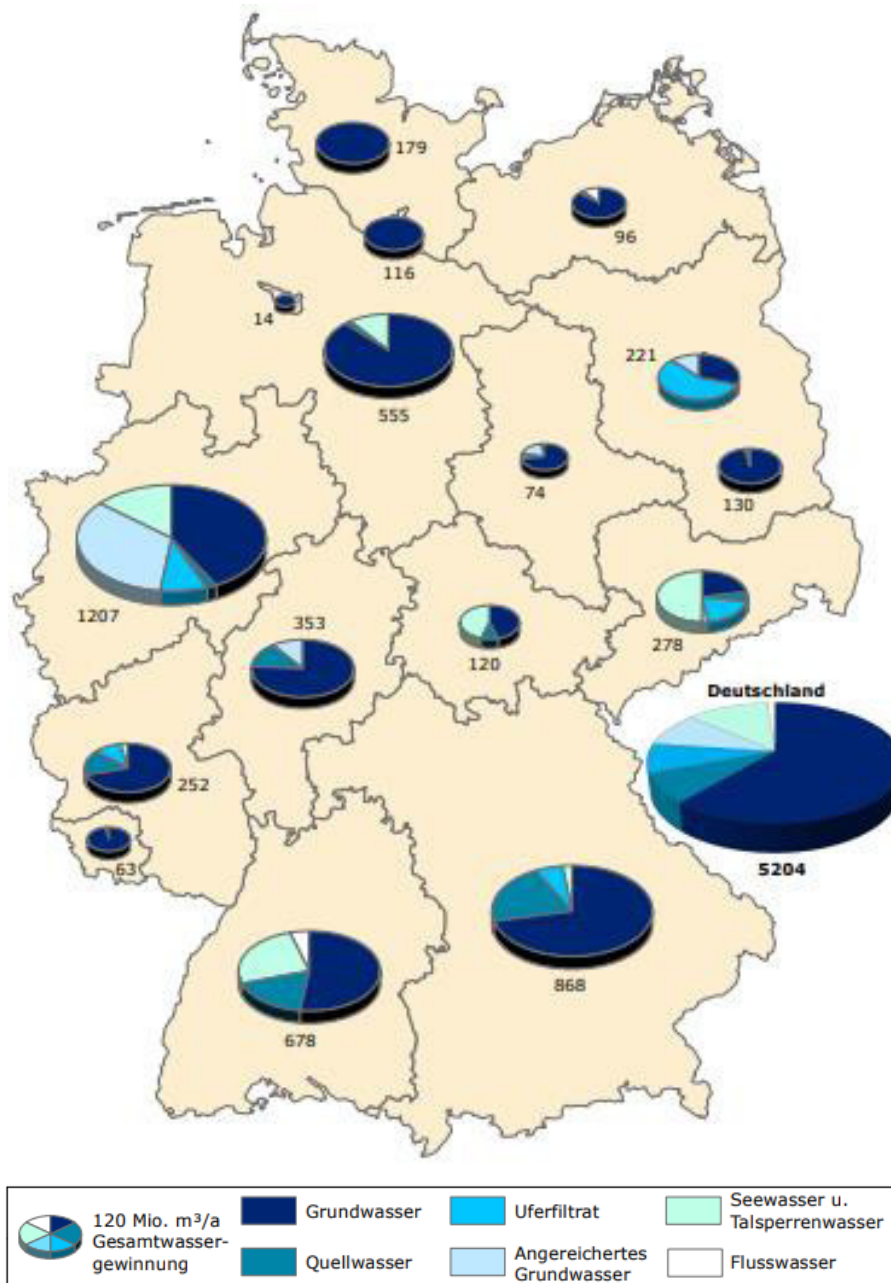 179
96
116
14
221
555
74
130
1207
353
278
120
Deutschland
252
63
5204
868
678
120 Mio. m³/a
Gesamtwasser-
gewinnung
Grundwasser
Quellwasser
Uferfiltrat
Angereichertes
Grundwasser
Seewasser u.
Talsperrenwasser
Flusswasser